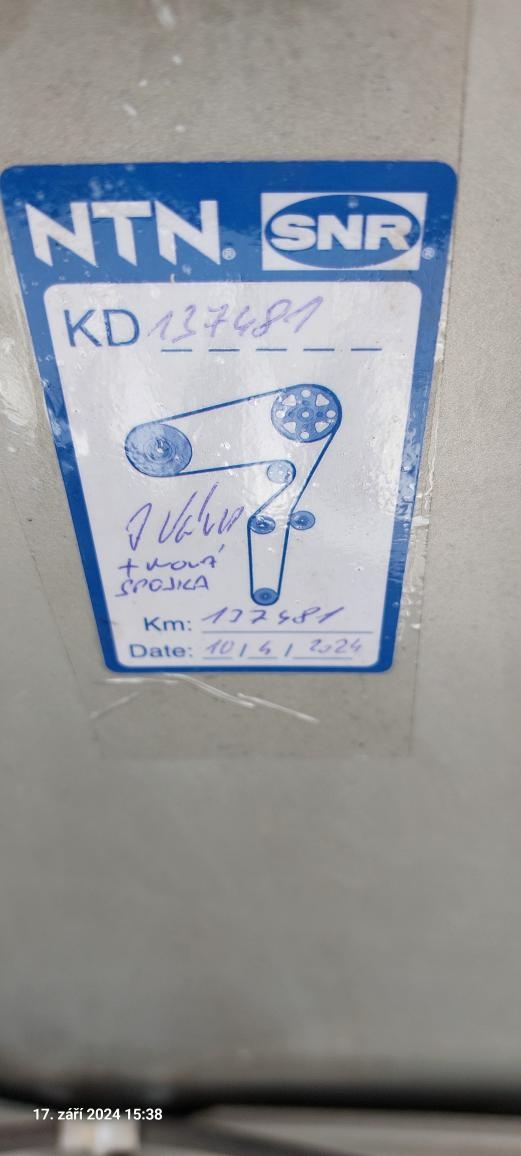 NTN® SNR®
KD 137481
+ NOVÁ
SPOJKA
Km: 137481
Date: 10 / 4 / 2024
17. září 2024 15:38